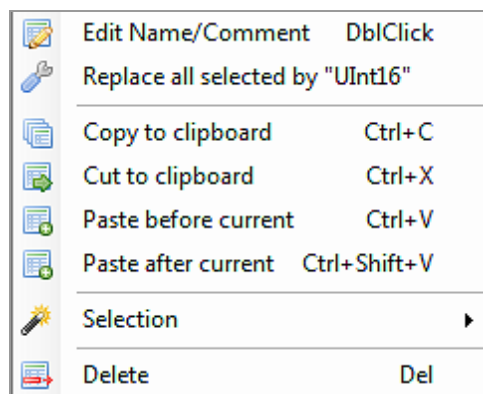 Edit Name/Comment DblClick
Replace all selected by "UInt16"
Copy to clipboard Ctrl+C
Cut to clipboard Ctrl+X
Paste before current Ctrl+V
Paste after current Ctrl+Shift+V
Selection
Delete Del